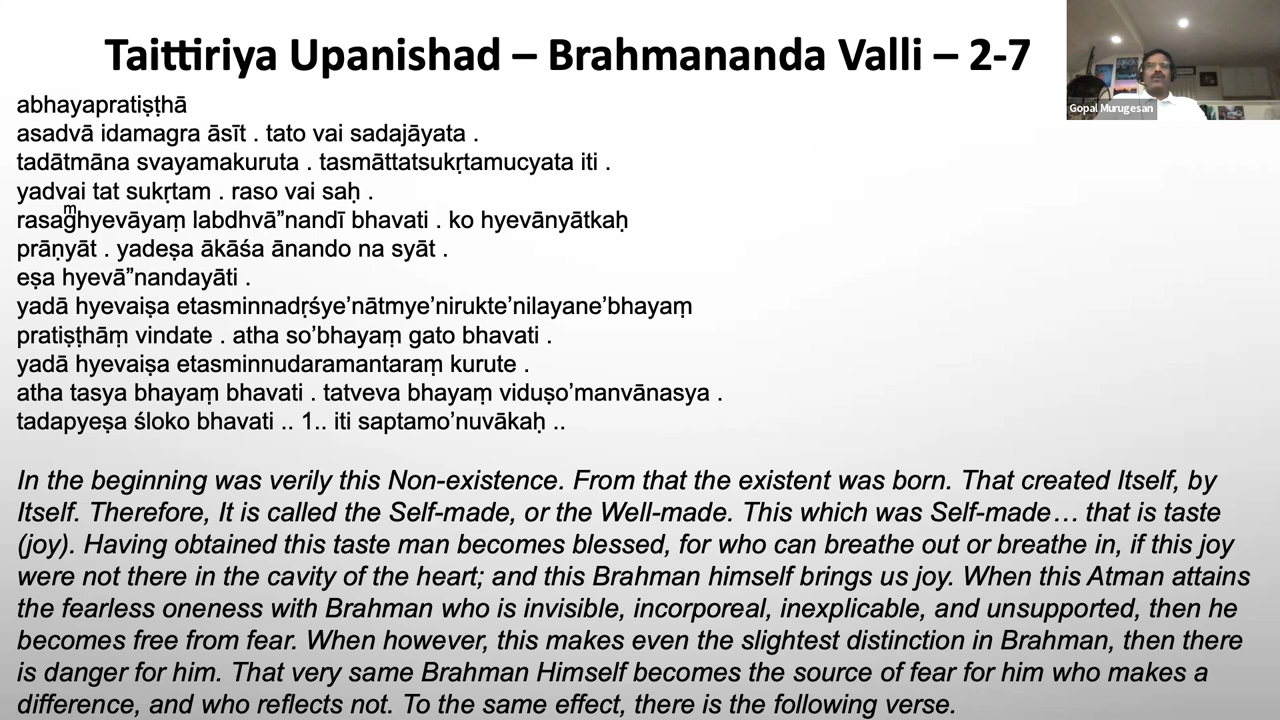 Taittiriya Upanishad – Brahmananda Valli – 2-7
Gopal Murugesan
abhayapratiṣṭhā
asadvā idamagra āsīt . tato vai sadajāyata .
tadātmāna svayamakuruta . tasmāttatsukṛtamucyata iti .
yadvai tat sukṛtam . raso vai saḥ .
rasagͫhyevāyaṃ labdhvā”nandī bhavati . ko hyevānyātkaḥ
prāṇyāt . yadeṣa ākāśa ānando na syāt .
eṣa hyevā”nandayāti .
yadā hyevaiṣa etasminnadṛśye’nātmye’nirukte’nilayane’bhayaṃ
pratiṣṭhāṃ vindate . atha so’bhayaṃ gato bhavati .
yadā hyevaiṣa etasminnudaramantaraṃ kurute .
atha tasya bhayaṃ bhavati . tatveva bhayaṃ viduṣo’manvānasya .
tadapyeṣa śloko bhavati .. 1.. iti saptamo’nuvākaḥ ..
In the beginning was verily this Non-existence. From that the existent was born. That created Itself, by
Itself. Therefore, It is called the Self-made, or the Well-made. This which was Self-made… that is taste
(joy). Having obtained this taste man becomes blessed, for who can breathe out or breathe in, if this joy
were not there in the cavity of the heart; and this Brahman himself brings us joy. When this Atman attains
the fearless oneness with Brahman who is invisible, incorporeal, inexplicable, and unsupported, then he
becomes free from fear. When however, this makes even the slightest distinction in Brahman, then there
is danger for him. That very same Brahman Himself becomes the source of fear for him who makes a
difference, and who reflects not. To the same effect, there is the following verse.